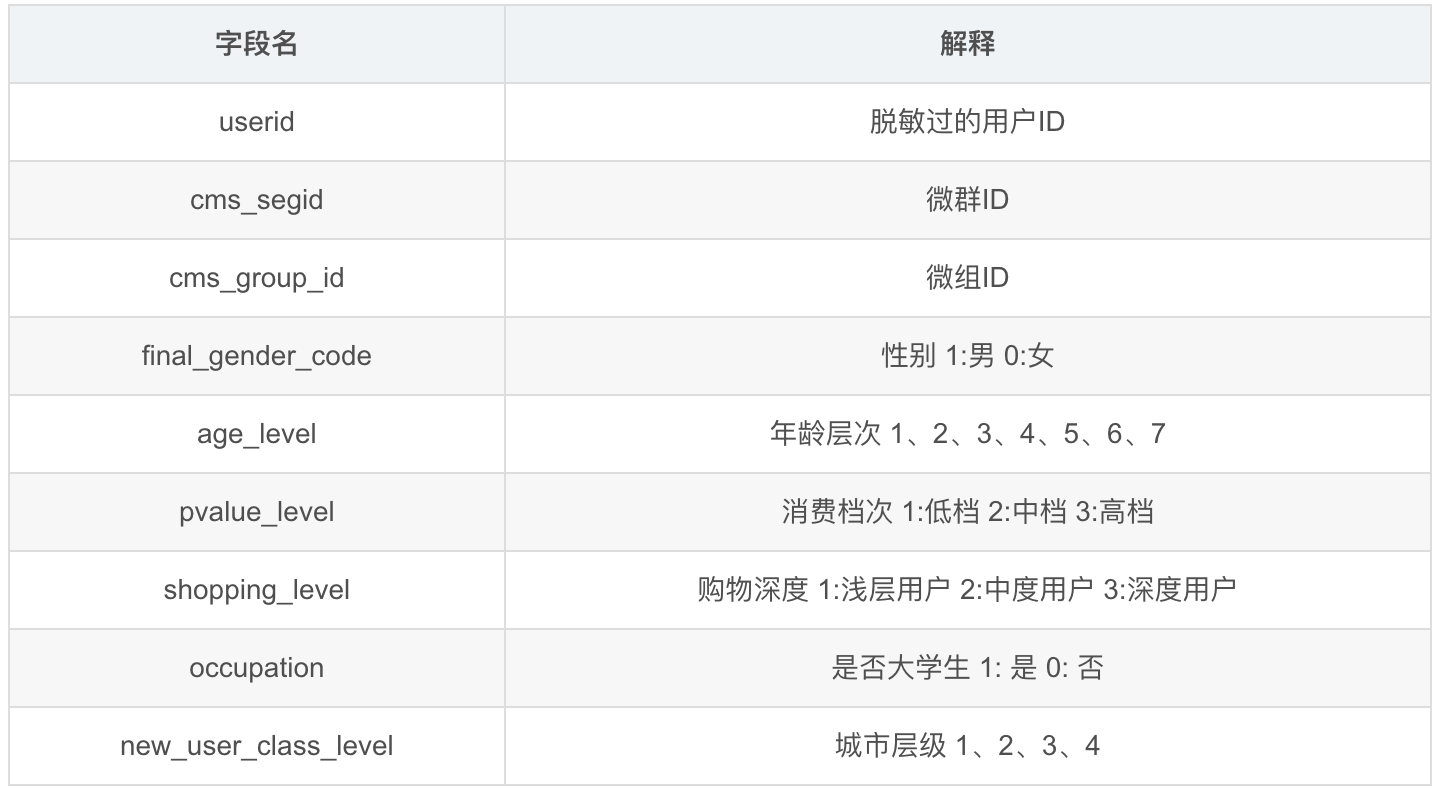 字段名 解释
userid 脱敏过的用户ID
cms_segid 微群ID
cms_group_id 微组ID
final_gender_code 性别 1:男 0:女
age_level 年龄层次 1、2、3、4、5、6、7
pvalue_level 消费档次 1:低档 2:中档 3:高档
shopping_level 购物深度 1:浅层用户 2:中度用户 3:深度用户
occupation 是否大学生 1: 是 0: 否
new_user_class_level 城市层级 1、2、3、4